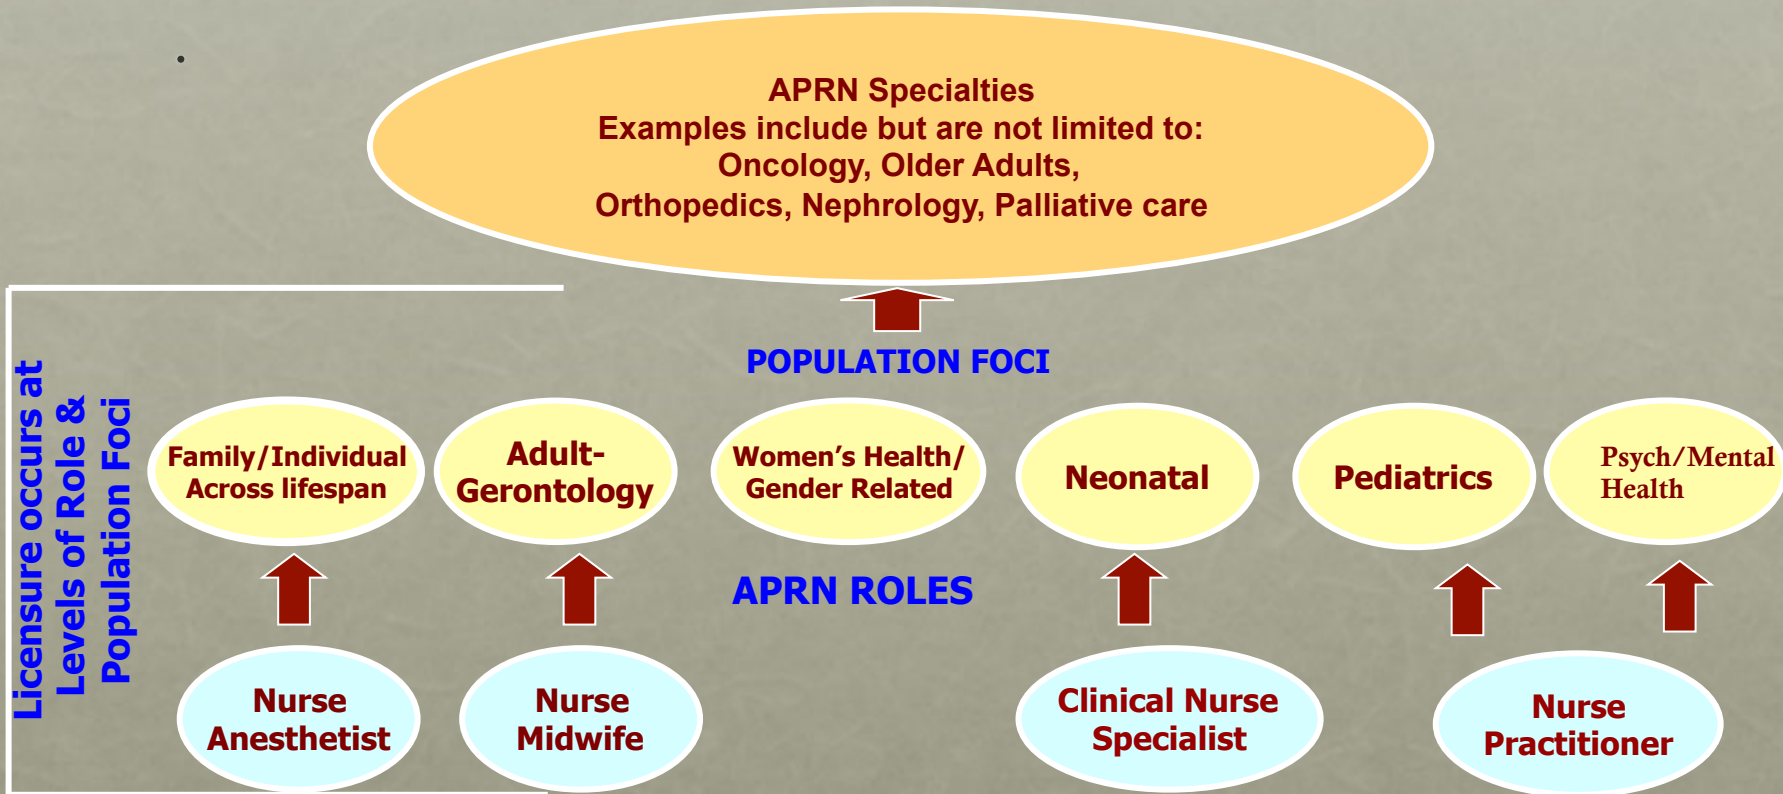 APRN Specialties
Examples include but are not limited to:
Oncology, Older Adults,
Orthopedics, Nephrology, Palliative care
POPULATION FOCI
Licensure occurs at
Levels of Role &
Population Foci
Family/Individual
Across lifespan
Adult-
Gerontology
Women’s Health/
Gender Related
Neonatal
Pediatrics
Psych/Mental
Health
APRN ROLES
Nurse
Anesthetist
Nurse
Midwife
Clinical Nurse
Specialist
Nurse
Practitioner